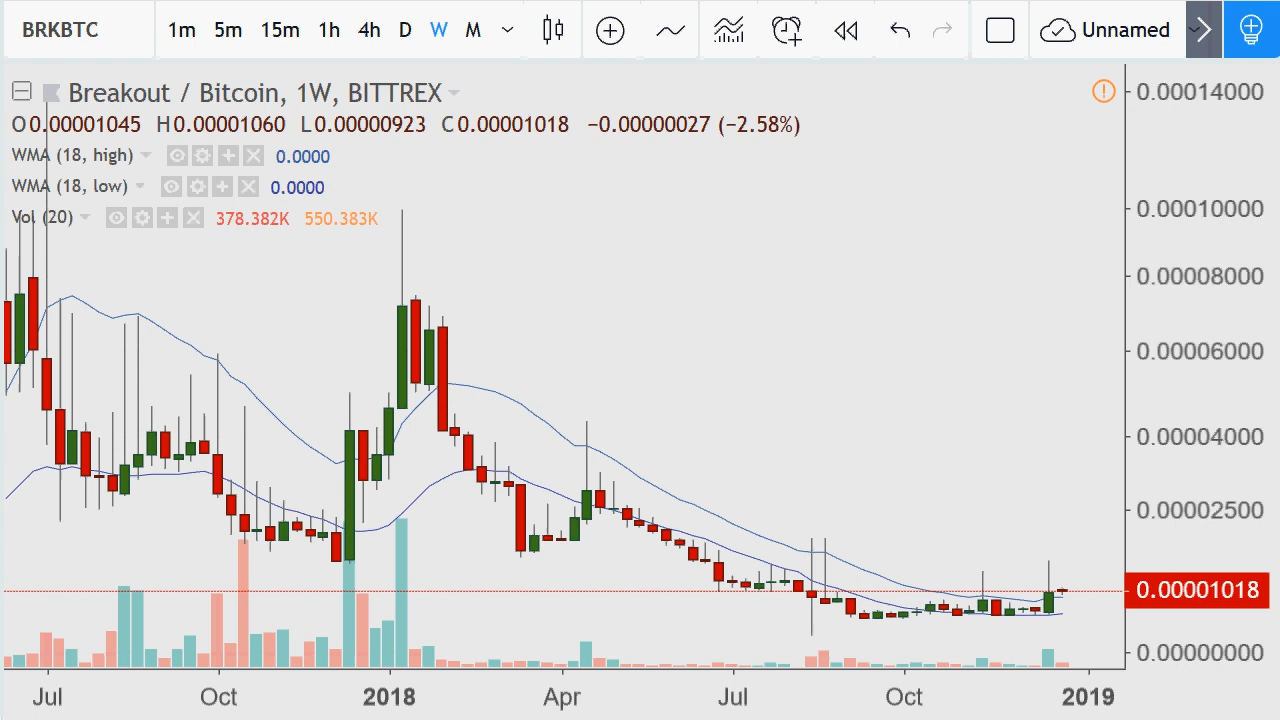 BRKBTC 1m 5m 15m 1h 4h D W M Unnamed
Breakout / Bitcoin, 1W, BITTREX
O0.00001045 H0.00001060 L0.00000923 C0.00001018 −0.00000027 (−2.58%)
WMA (18, high) 0.0000
WMA (18, low) 0.0000
Vol (20) 378.382K 550.383K
0.00014000
0.00010000
0.00008000
0.00006000
0.00004000
0.00002500
0.00001018
0.00000000
Jul Oct 2018 Apr Jul Oct 2019